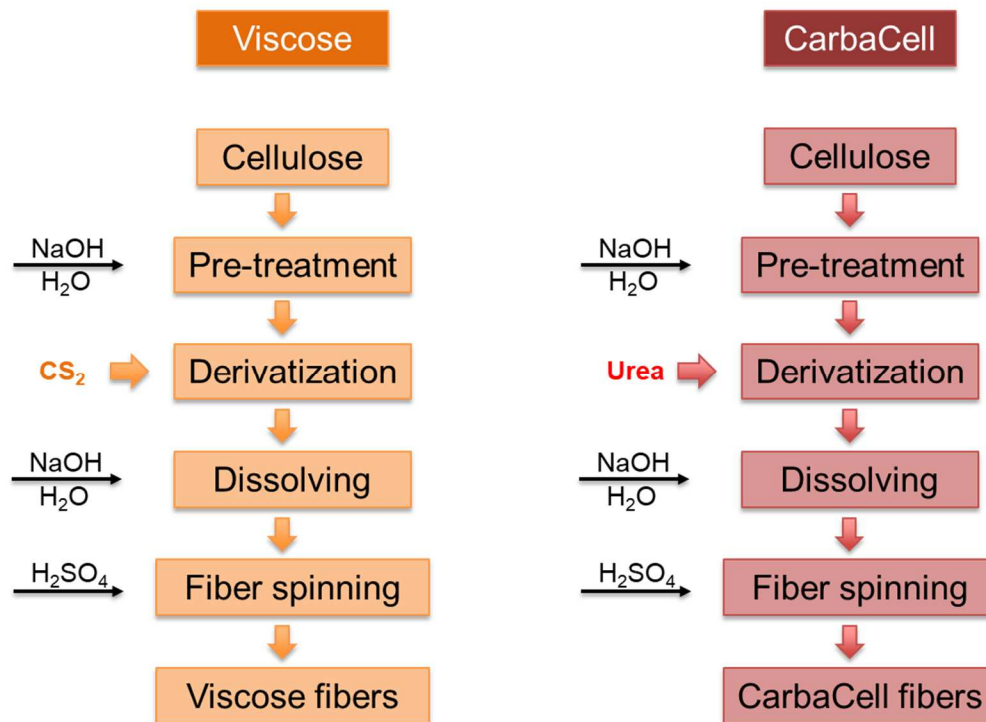 Viscose
Cellulose
NaOH
H₂O
Pre-treatment
CS₂
Derivatization
NaOH
H₂O
Dissolving
H₂SO₄
Fiber spinning
Viscose fibers
CarbaCell
Cellulose
NaOH
H₂O
Pre-treatment
Urea
Derivatization
NaOH
H₂O
Dissolving
H₂SO₄
Fiber spinning
CarbaCell fibers